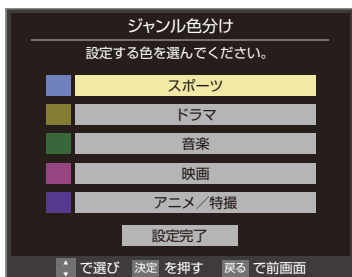 ジャンル色分け
設定する色を選んでください。
スポーツ
ドラマ
音楽
映画
アニメ／特撮
設定完了
で選び 決定 を押す 戻る で前画面